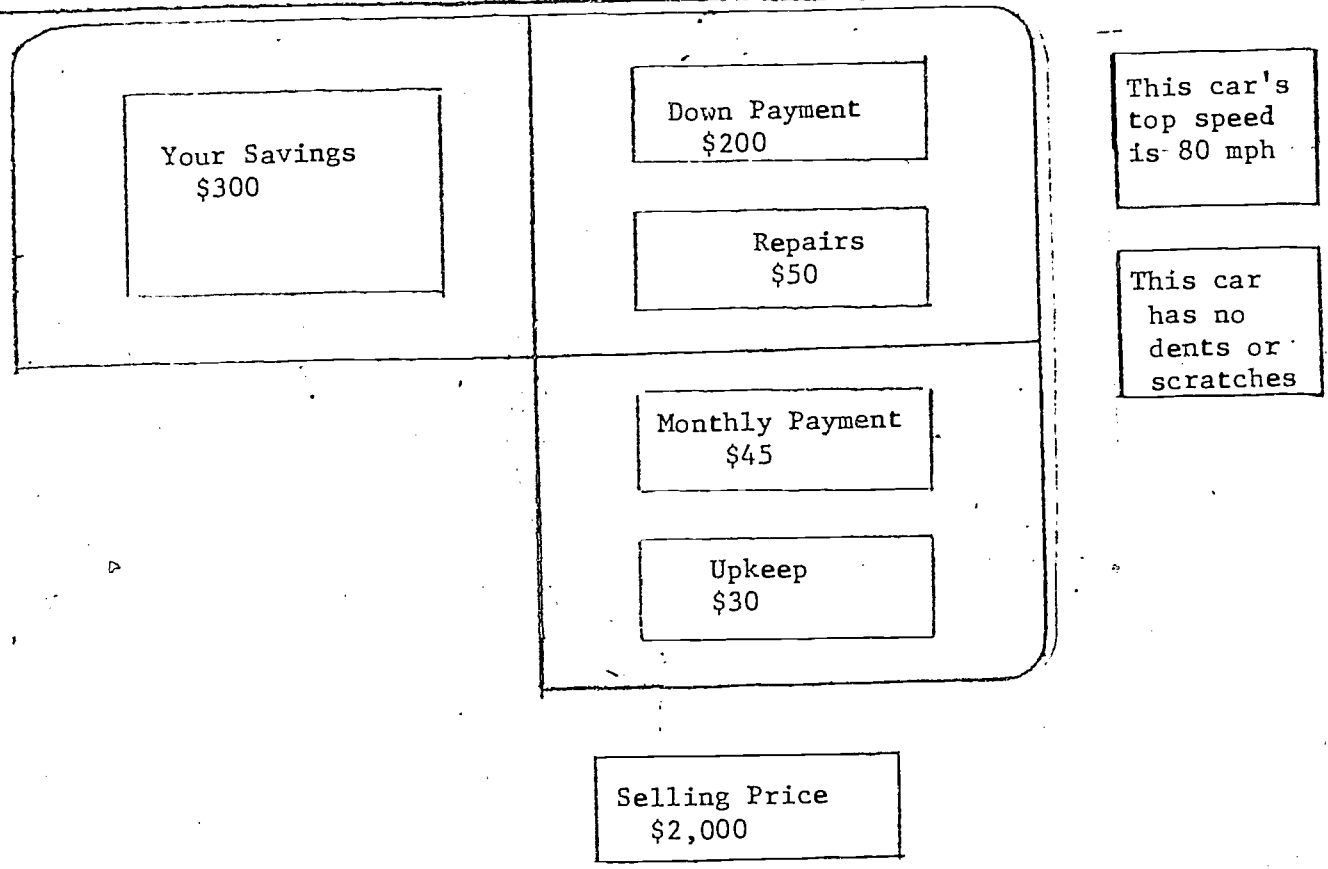 Your Savings
$300
Down Payment
$200
Repairs
$50
Monthly Payment
$45
Upkeep
$30
Selling Price
$2,000
This car's
top speed
is 80 mph
This car
has no
dents or
scratches